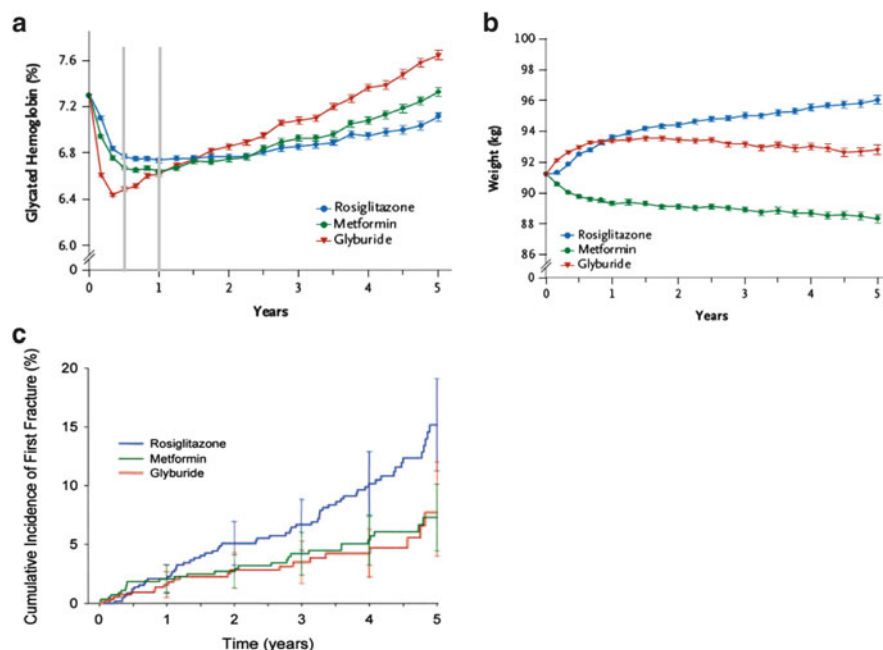 a
Glycated Hemoglobin (%)
7.6
7.2
6.8
6.4
6.0
0
Rosiglitazone
Metformin
Glyburide
0 1 2 3 4 5
Years
b
Weight (kg)
100
98
96
94
92
90
88
86
0
Rosiglitazone
Metformin
Glyburide
0 1 2 3 4 5
Years
c
Cumulative Incidence of First Fracture (%)
20
15
10
5
0
Rosiglitazone
Metformin
Glyburide
0 1 2 3 4 5
Time (years)